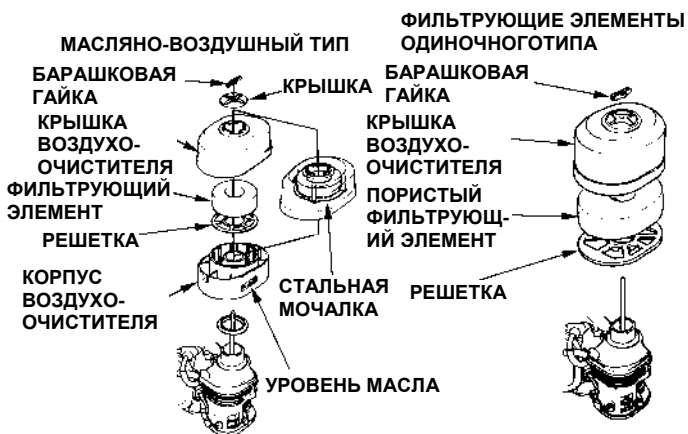 МАСЛЯНО-ВОЗДУШНЫЙ ТИП
БАРАШКОВАЯ
ГАЙКА
КРЫШКА
КРЫШКА
ВОЗДУХО-
ОЧИСТИТЕЛЯ
ФИЛЬТРУЮЩИЙ
ЭЛЕМЕНТ
РЕШЕТКА
КОРПУС
ВОЗДУХО-
ОЧИСТИТЕЛЯ
СТАЛЬНАЯ
МОЧАЛКА
УРОВЕНЬ МАСЛА
ФИЛЬТРУЮЩИЕ ЭЛЕМЕНТЫ
ОДИНОЧНОГОТИПА
БАРАШКОВАЯ
ГАЙКА
КРЫШКА
ВОЗДУХО-
ОЧИСТИТЕЛЯ
ПОРИСТЫЙ
ФИЛЬТРУЮЩ-
ИЙ ЭЛЕМЕНТ
РЕШЕТКА